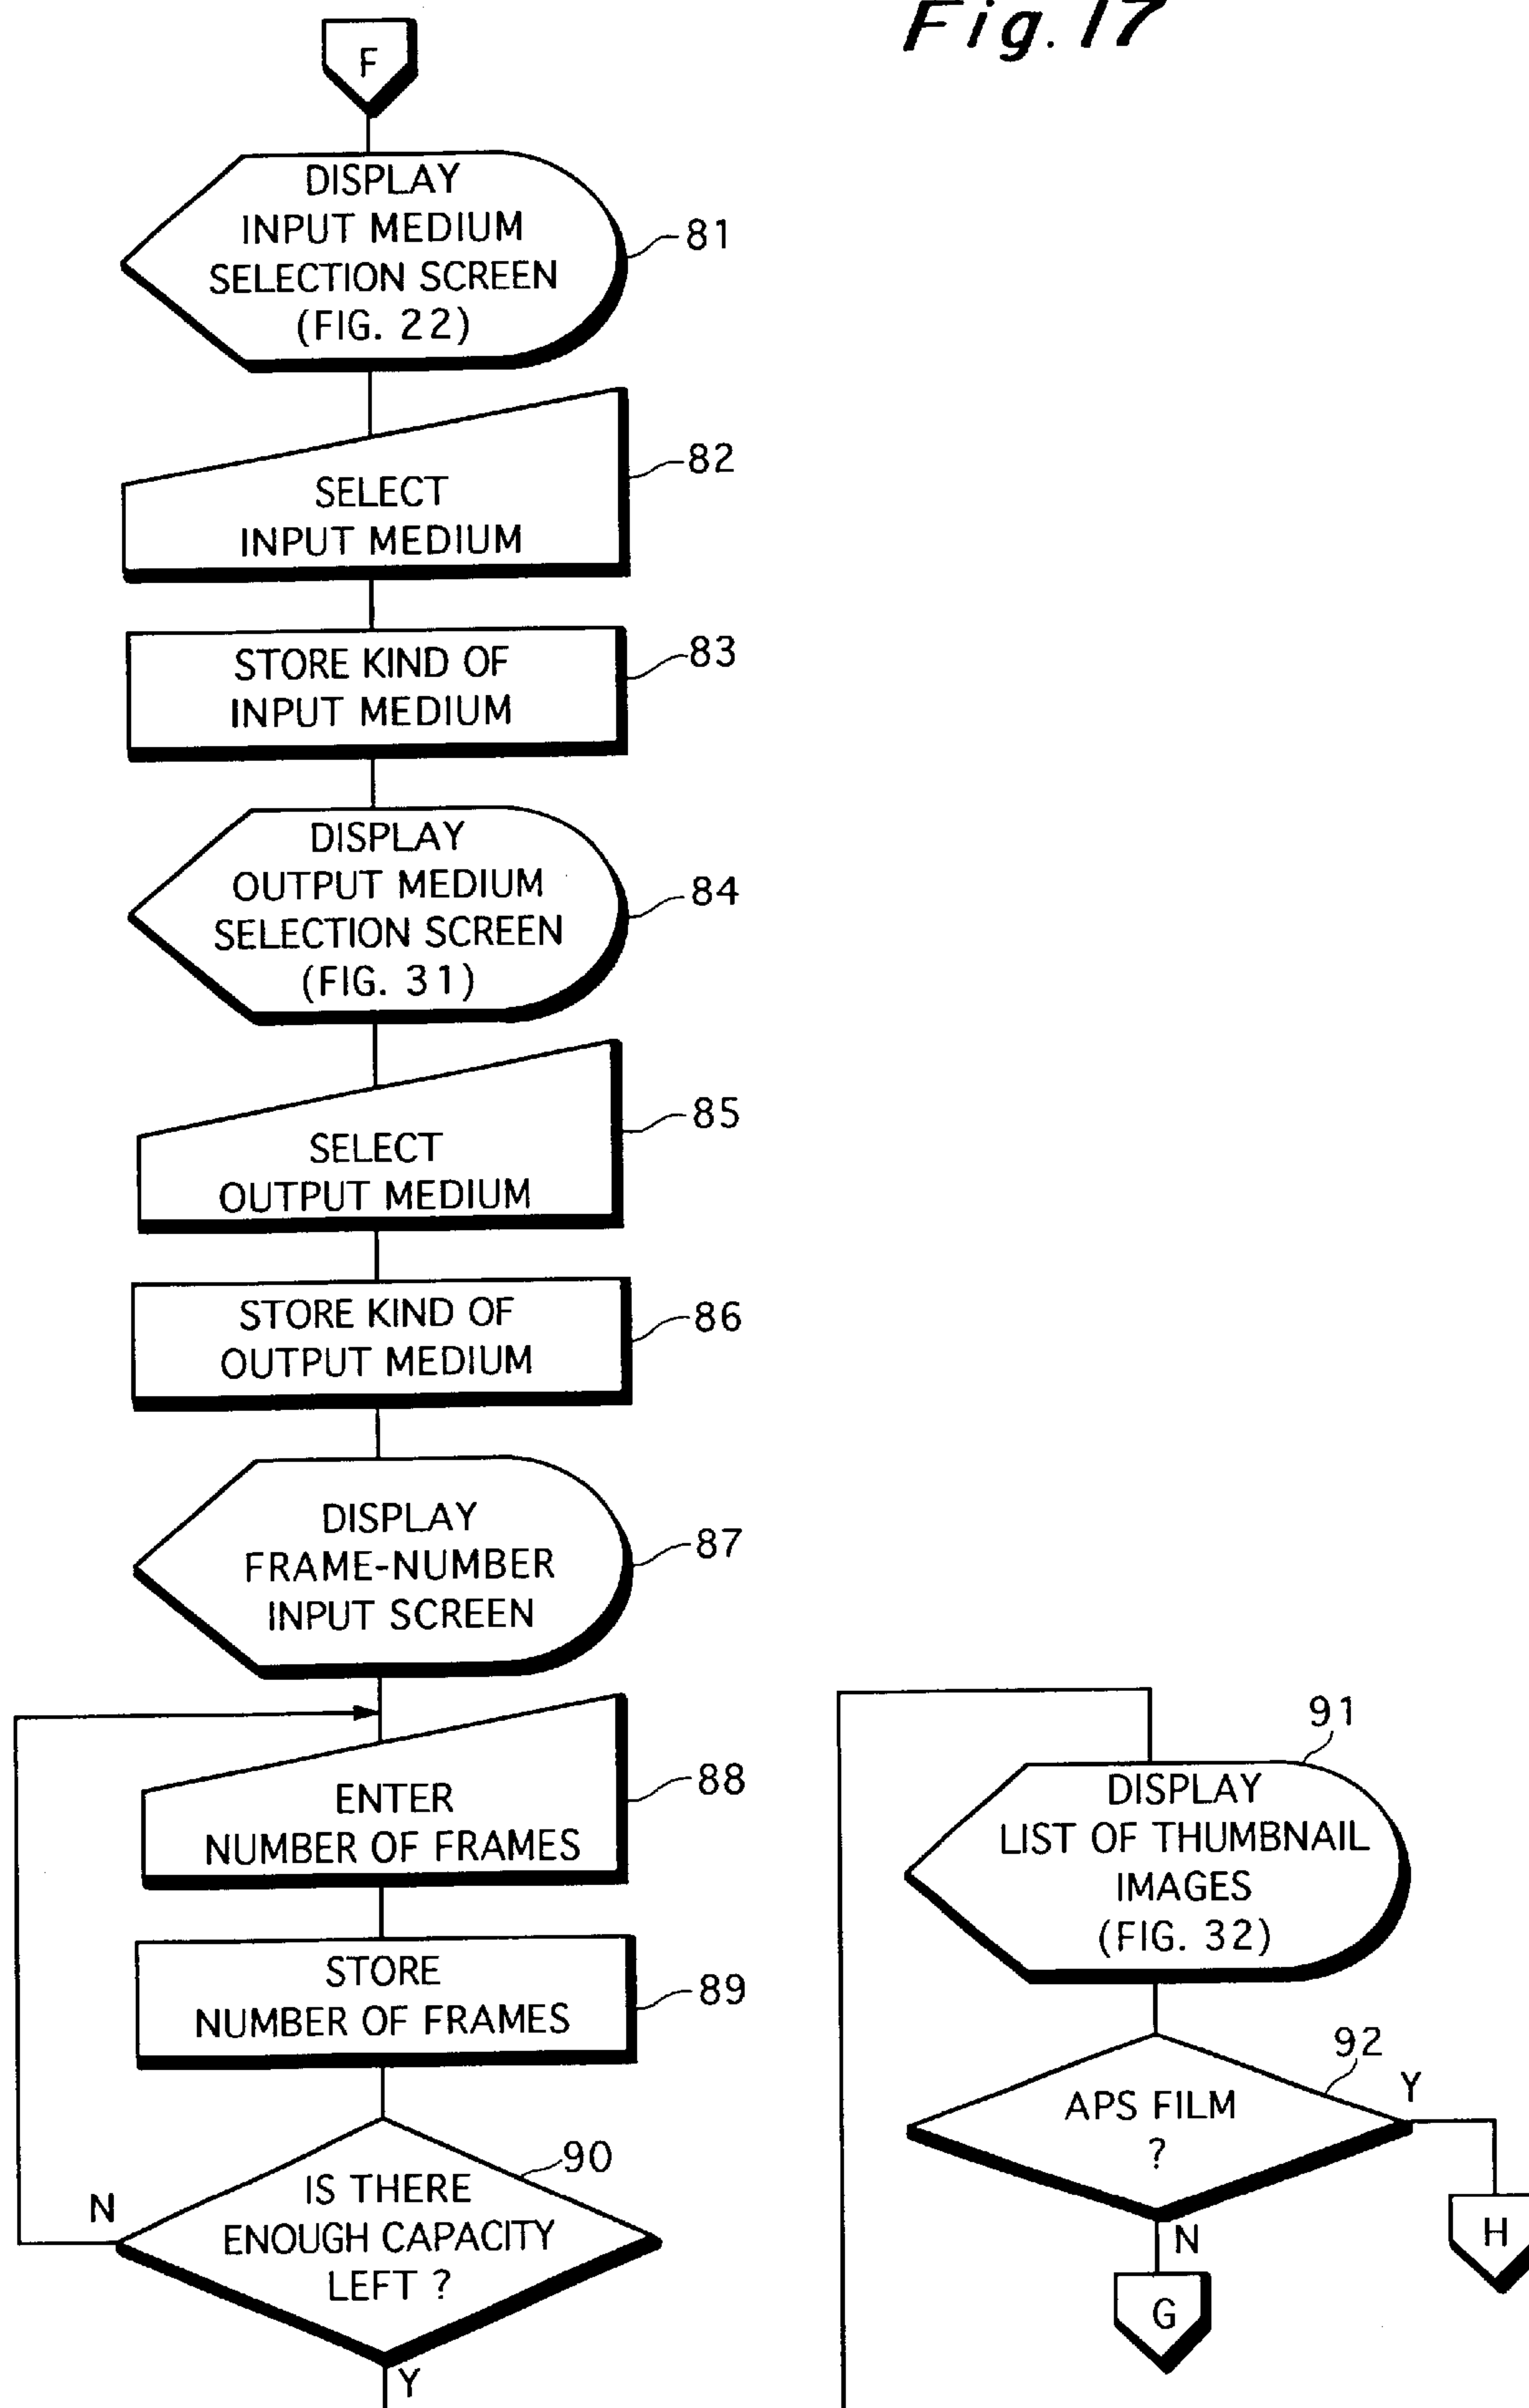 Fig. 17
F
DISPLAY
INPUT MEDIUM
SELECTION SCREEN
(FIG. 22)
81
82
SELECT
INPUT MEDIUM
83
STORE KIND OF
INPUT MEDIUM
DISPLAY
OUTPUT MEDIUM
SELECTION SCREEN
(FIG. 31)
84
85
SELECT
OUTPUT MEDIUM
86
STORE KIND OF
OUTPUT MEDIUM
DISPLAY
FRAME-NUMBER
INPUT SCREEN
87
88
ENTER
NUMBER OF FRAMES
STORE
NUMBER OF FRAMES
89
90
IS THERE
ENOUGH CAPACITY
LEFT ?
N
Y
91
DISPLAY
LIST OF THUMBNAIL
IMAGES
(FIG. 32)
92
APS FILM
?
Y
H
N
G